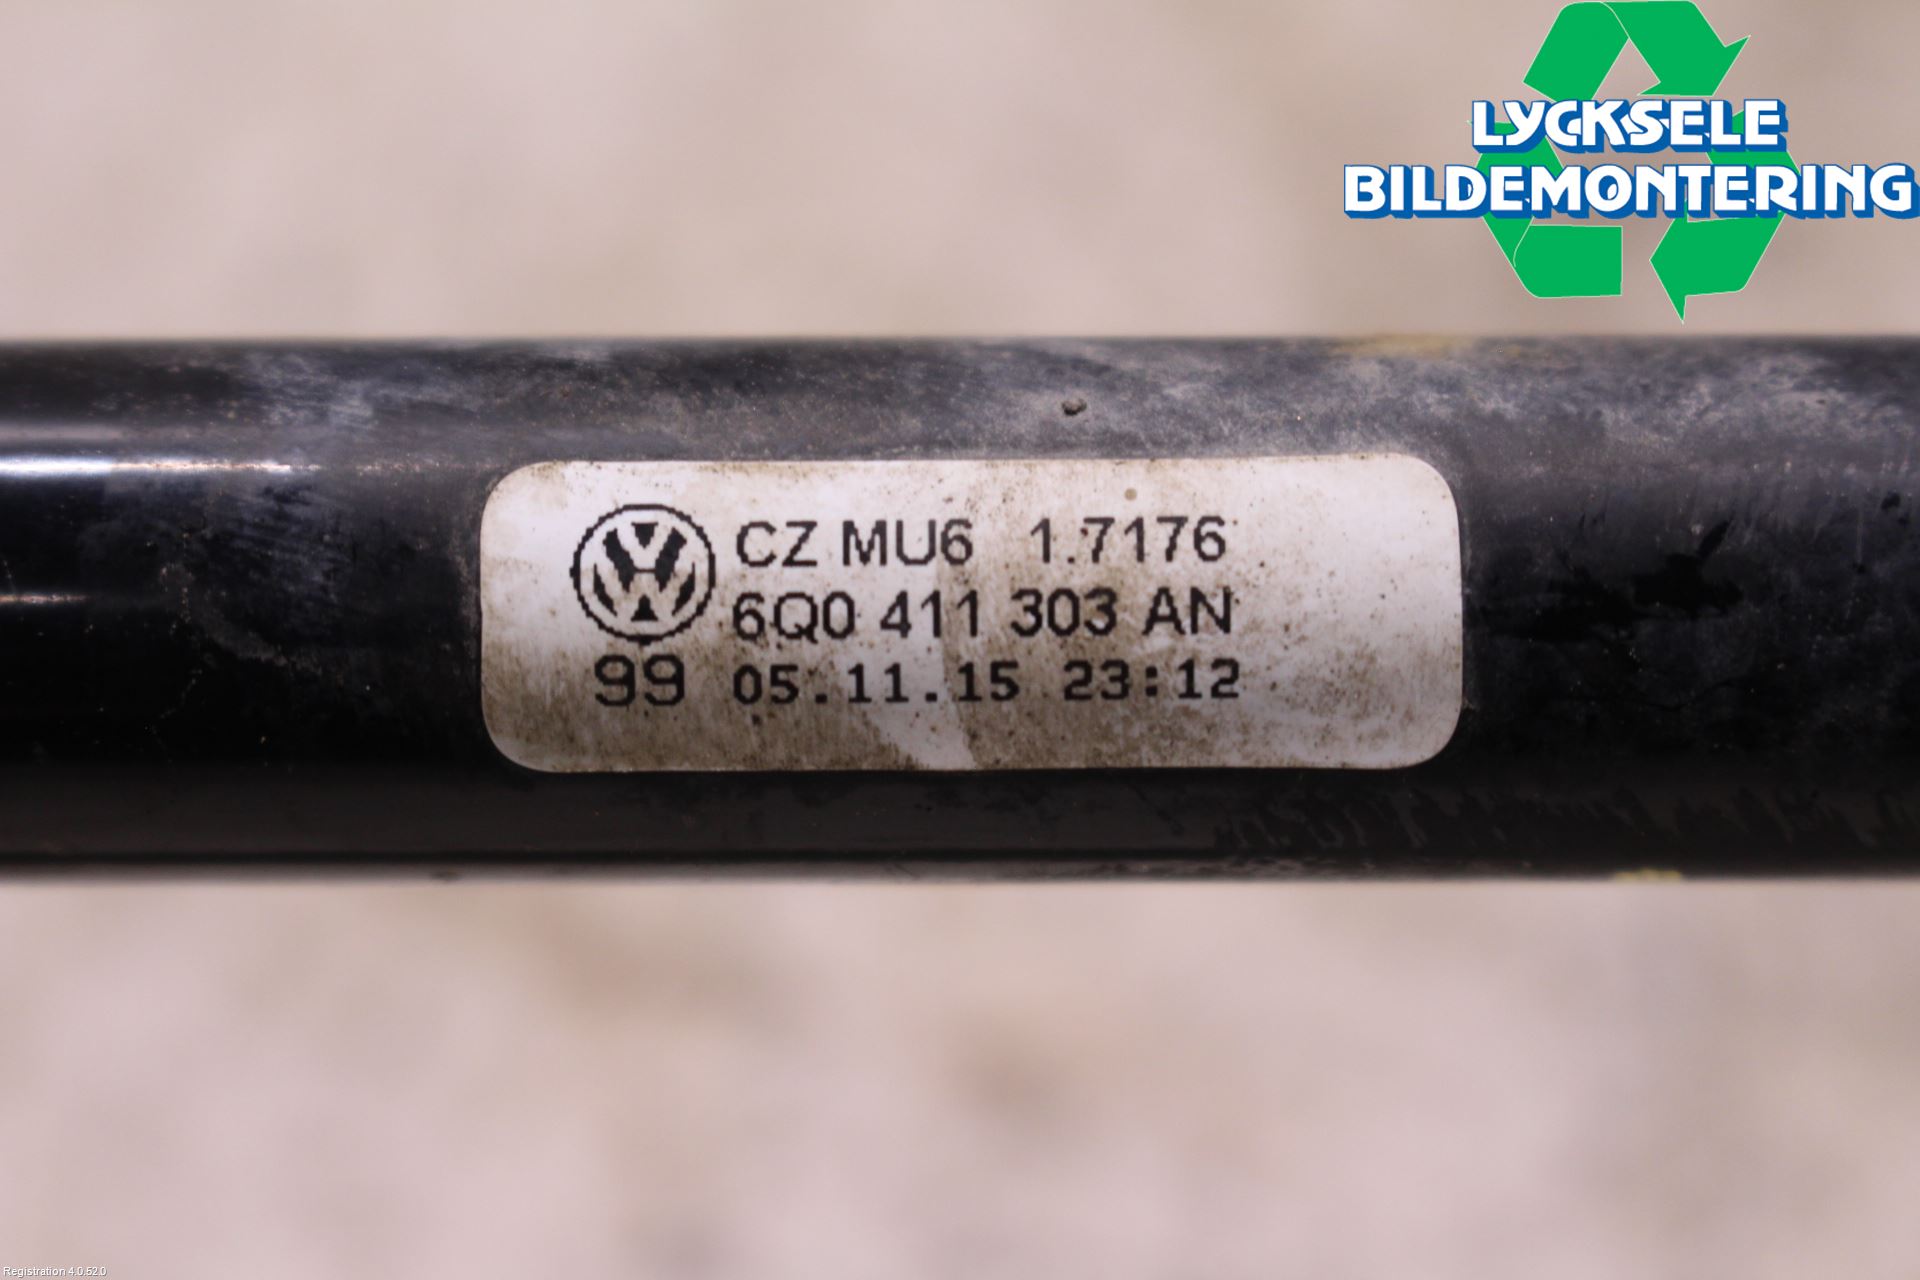 LYCKSELE
BILDEMONTERING
CZ MU6 1.7176
6Q0 411 303 AN
99 05.11.15 23:12
Registration 4.0.52.0